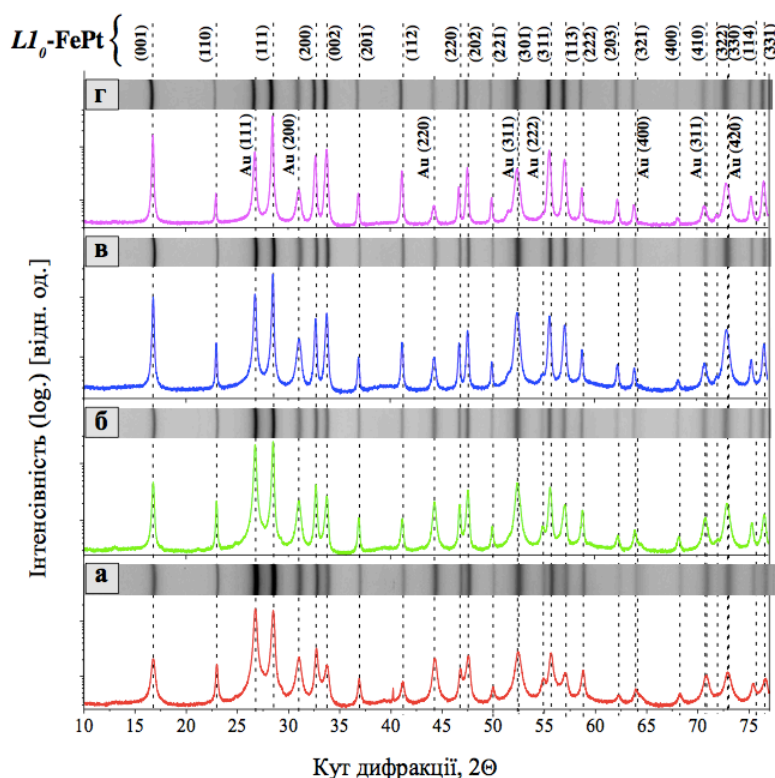 L1₀-FePt {
(001) (110) (111) (200) (002) (201) (112) (220) (202) (221) (301) (311) (113) (222) (203) (321) (400) (410) (322) (330) (114) (331)
г
Au (111) Au (200) Au (220) Au (311) Au (222) Au (400) Au (311) Au (420)
в
б
а
Інтенсівність (log.) [відн. од.]
10 15 20 25 30 35 40 45 50 55 60 65 70 75
Кут дифракції, 2Θ